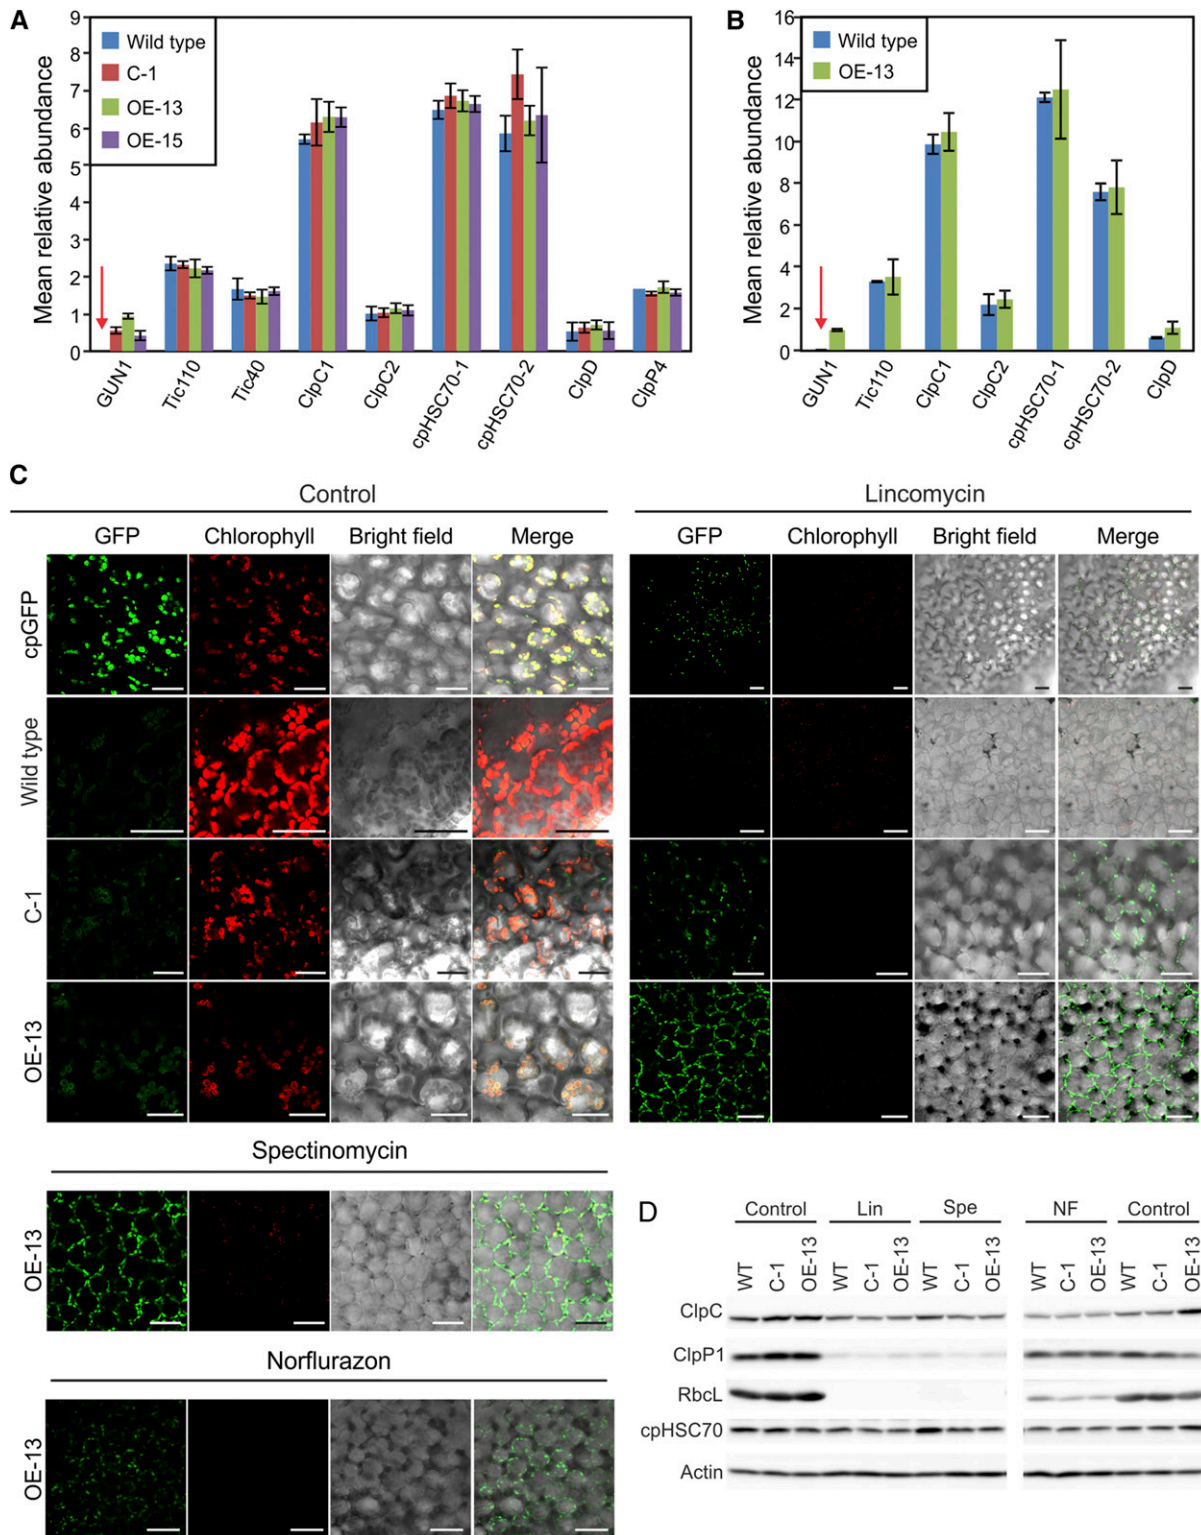 A
Wild type
C-1
OE-13
OE-15
Mean relative abundance
9
8
7
6
5
4
3
2
1
0
GUN1
Tic110
Tic40
ClpC1
ClpC2
cpHSC70-1
cpHSC70-2
ClpD
ClpP4
B
Wild type
OE-13
Mean relative abundance
16
14
12
10
8
6
4
2
0
GUN1
Tic110
ClpC1
ClpC2
cpHSC70-1
cpHSC70-2
ClpD
C
Control
GFP Chlorophyll Bright field Merge
Lincomycin
GFP Chlorophyll Bright field Merge
cpGFP
Wild type
C-1
OE-13
Spectinomycin
OE-13
Norflurazon
OE-13
D
Control Lin Spe NF Control
WT C-1 OE-13 WT C-1 OE-13 WT C-1 OE-13 WT C-1 OE-13 WT C-1 OE-13
ClpC
ClpP1
RbcL
cpHSC70
Actin